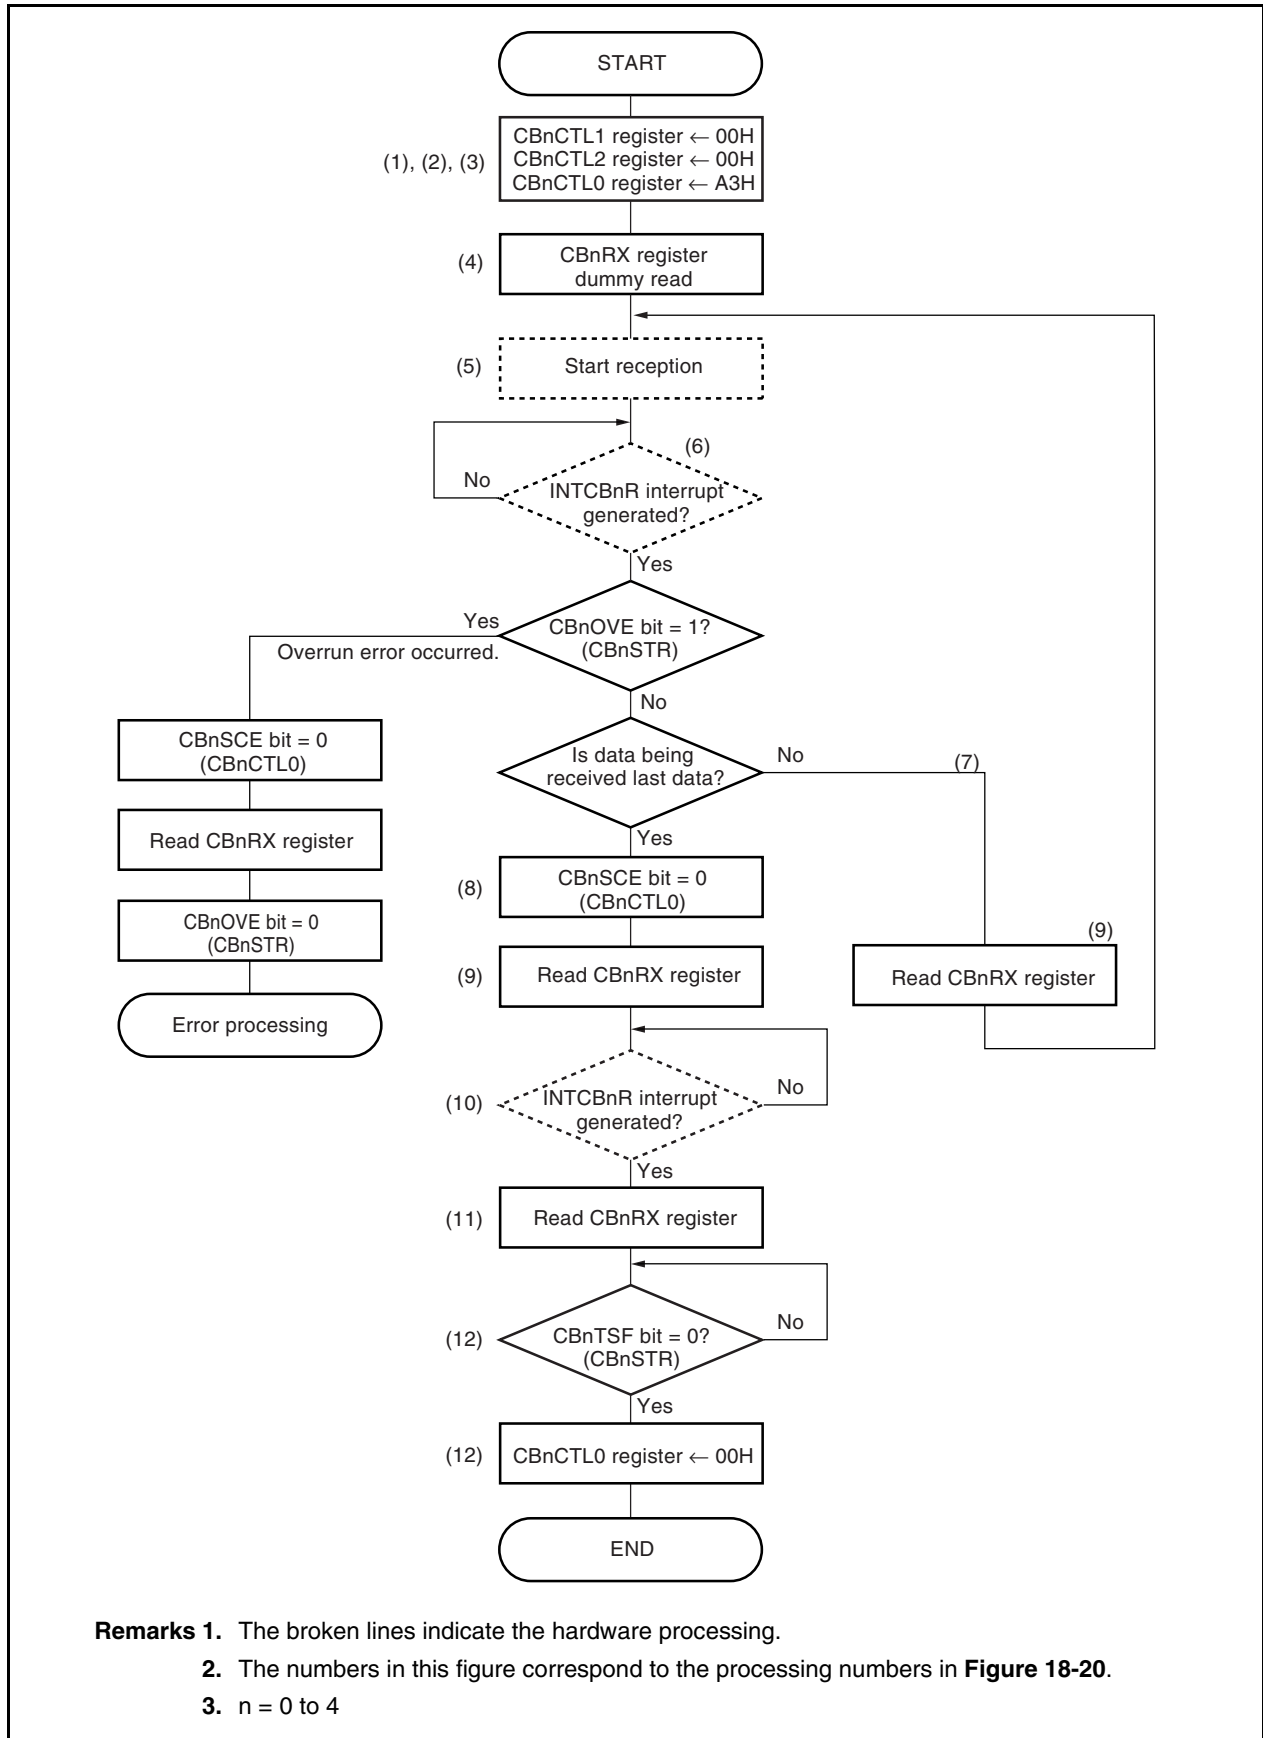 START
(1), (2), (3)
CBnCTL1 register ← 00H
CBnCTL2 register ← 00H
CBnCTL0 register ← A3H
(4)
CBnRX register
dummy read
(5)
Start reception
(6)
No
INTCBnR interrupt
generated?
Yes
Yes
CBnOVE bit = 1?
(CBnSTR)
Overrun error occurred.
No
CBnSCE bit = 0
(CBnCTL0)
Is data being
received last data?
No
(7)
Read CBnRX register
Yes
(8)
CBnSCE bit = 0
(CBnCTL0)
CBnOVE bit = 0
(CBnSTR)
(9)
Read CBnRX register
(9)
Read CBnRX register
Error processing
(10)
INTCBnR interrupt
generated?
No
Yes
(11)
Read CBnRX register
(12)
CBnTSF bit = 0?
(CBnSTR)
No
Yes
(12)
CBnCTL0 register ← 00H
END
Remarks 1. The broken lines indicate the hardware processing.
2. The numbers in this figure correspond to the processing numbers in Figure 18-20.
3. n = 0 to 4